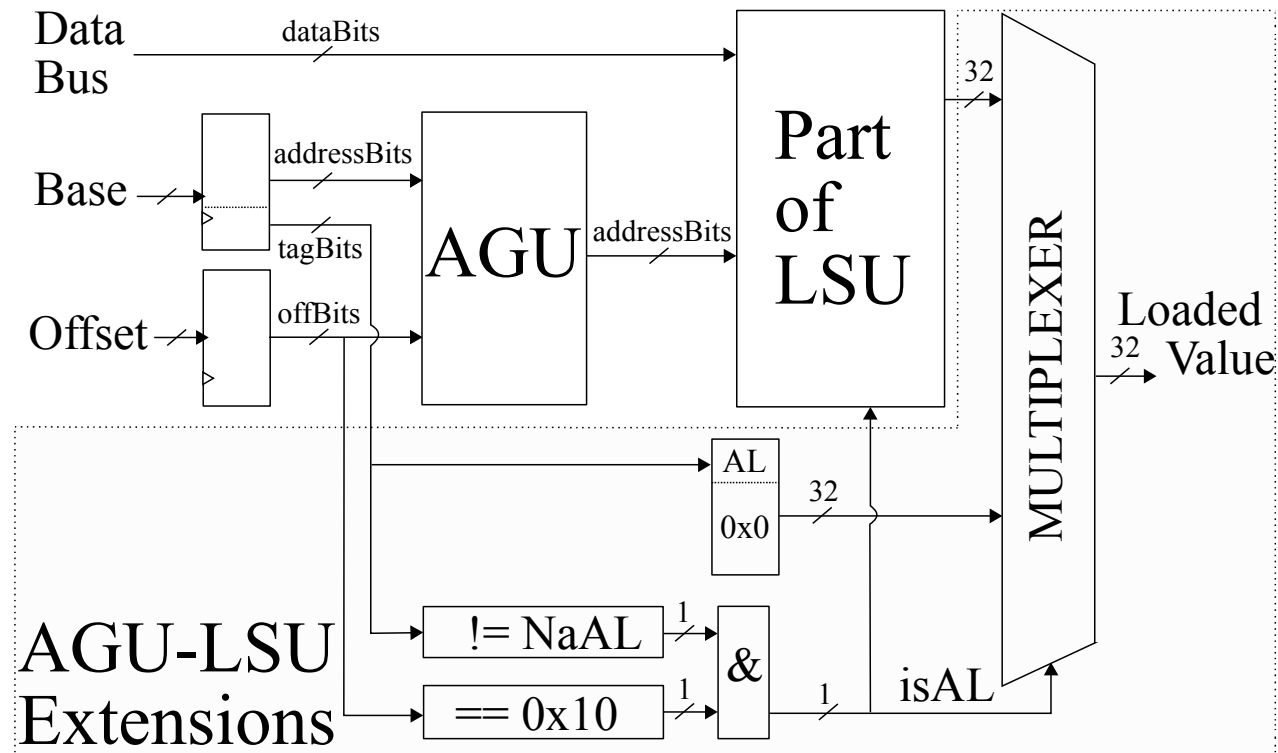 Data
Bus
dataBits
32
Part
of
LSU
Base
addressBits
tagBits
AGU
addressBits
Offset
offBits
MULTIPLEXER
Loaded
Value
32
AL
0x0
32
AGU-LSU
Extensions
!= NaAL
1
== 0x10
1
&
1
isAL